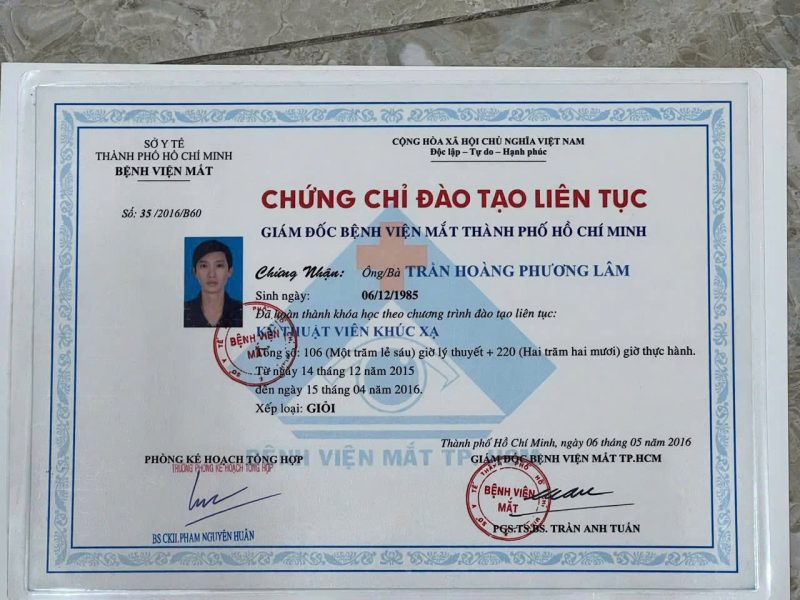 SỞ Y TẾ
THÀNH PHỐ HỒ CHÍ MINH
BỆNH VIỆN MẮT
Số: 35 /2016/B60
CỘNG HÒA XÃ HỘI CHỦ NGHĨA VIỆT NAM
Độc lập – Tự do – Hạnh phúc
CHỨNG CHỈ ĐÀO TẠO LIÊN TỤC
GIÁM ĐỐC BỆNH VIỆN MẮT THÀNH PHỐ HỒ CHÍ MINH
Chứng Nhận: Ông/Bà TRẦN HOÀNG PHƯƠNG LÂM
Sinh ngày: 06/12/1985
Đã hoàn thành khóa học theo chương trình đào tạo liên tục:
KỸ THUẬT VIÊN KHÚC XẠ
Tổng số: 106 (Một trăm lẻ sáu) giờ lý thuyết + 220 (Hai trăm hai mươi) giờ thực hành.
Từ ngày 14 tháng 12 năm 2015
đến ngày 15 tháng 04 năm 2016.
Xếp loại: GIỎI
BỆNH VIỆN
MẮT
Thành phố Hồ Chí Minh, ngày 06 tháng 05 năm 2016
PHÒNG KẾ HOẠCH TỔNG HỢP
TRƯỞNG PHÒNG KẾ HOẠCH TỔNG HỢP
GIÁM ĐỐC BỆNH VIỆN MẮT TP.HCM
BỆNH VIỆN MẮT TP.HCM
BỆNH VIỆN
MẮT
BS CKII. PHẠM NGUYÊN HUÂN
PGS.TS.BS. TRẦN ANH TUẤN